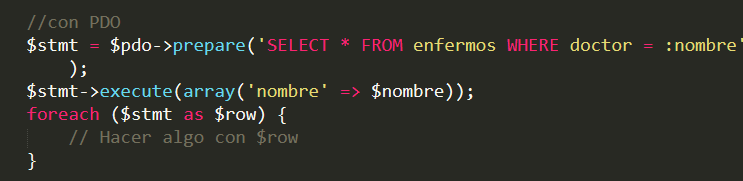 //con PDO
$stmt = $pdo->prepare('SELECT * FROM enfermos WHERE doctor = :nombre'
);
$stmt->execute(array('nombre' => $nombre));
foreach ($stmt as $row) {
// Hacer algo con $row
}